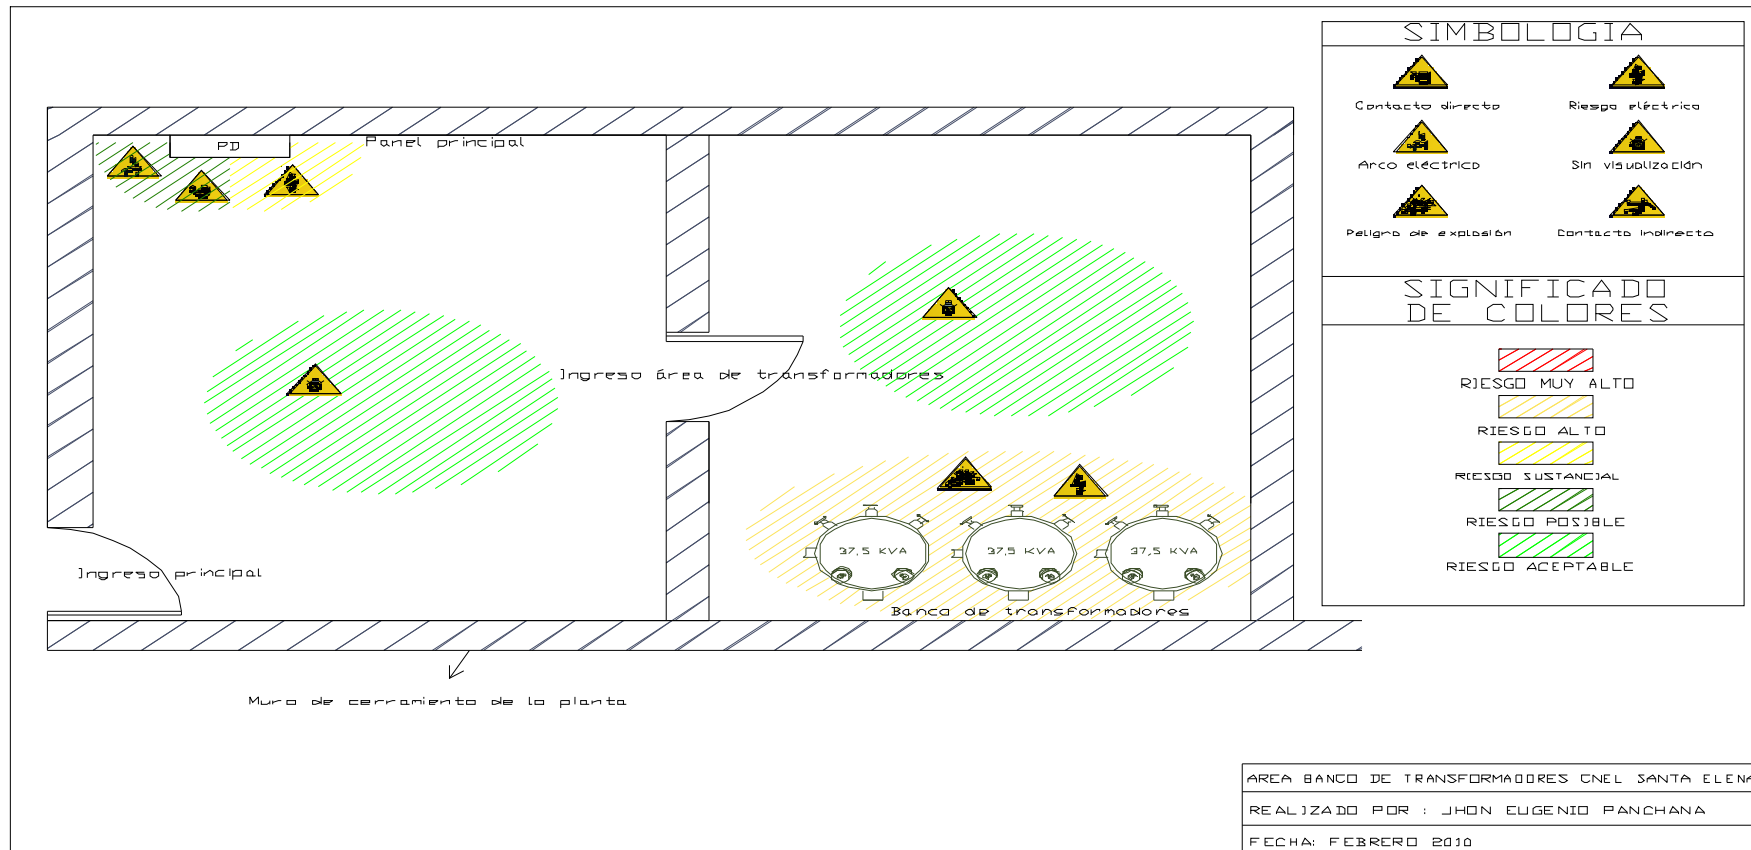 SIMBOLOGIA
Contacto directo
Riesgo eléctrico
Arco eléctrico
Sin visualización
Peligro de explosión
Contacto indirecto
SIGNIFICADO
DE COLORES
RIESGO MUY ALTO
RIESGO ALTO
RIESGO SUSTANCIAL
RIESGO POSIBLE
RIESGO ACEPTABLE
PD
Panel principal
Ingreso área de transformadores
Ingreso principal
37,5 KVA
37,5 KVA
37,5 KVA
Banco de transformadores
Muro de cerramiento de la planta
AREA BANCO DE TRANSFORMADORES CNEL SANTA ELENA
REALIZADO POR : JHON EUGENIO PANCHANA
FECHA: FEBRERO 2010